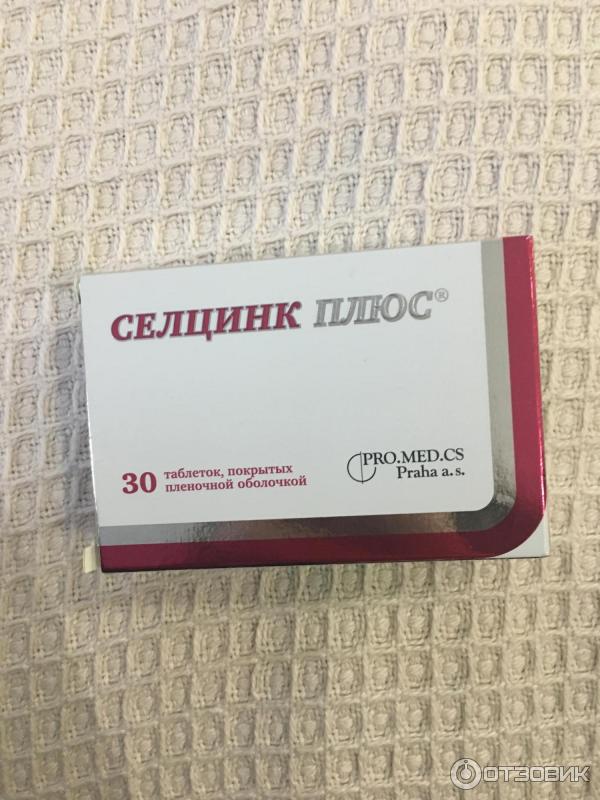 СЕЛЦИНК ПЛЮС®
30 таблеток, покрытых
пленочной оболочкой
PRO.MED.CS
Praha a.s.
ОТЗОВИК